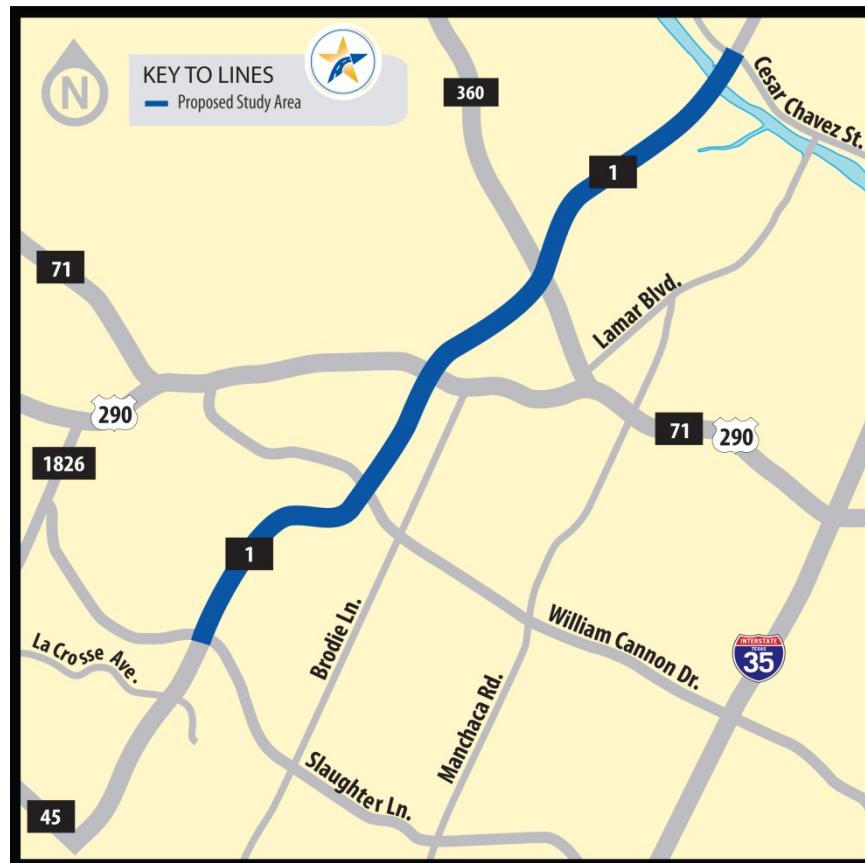 N
KEY TO LINES
Proposed Study Area
360
Cesar Chavez St.
1
71
Lamar Blvd.
290
71
290
1826
1
William Cannon Dr.
Brodie Ln.
La Crosse Ave.
INTERSTATE
TEXAS
35
Manchaca Rd.
Slaughter Ln.
45